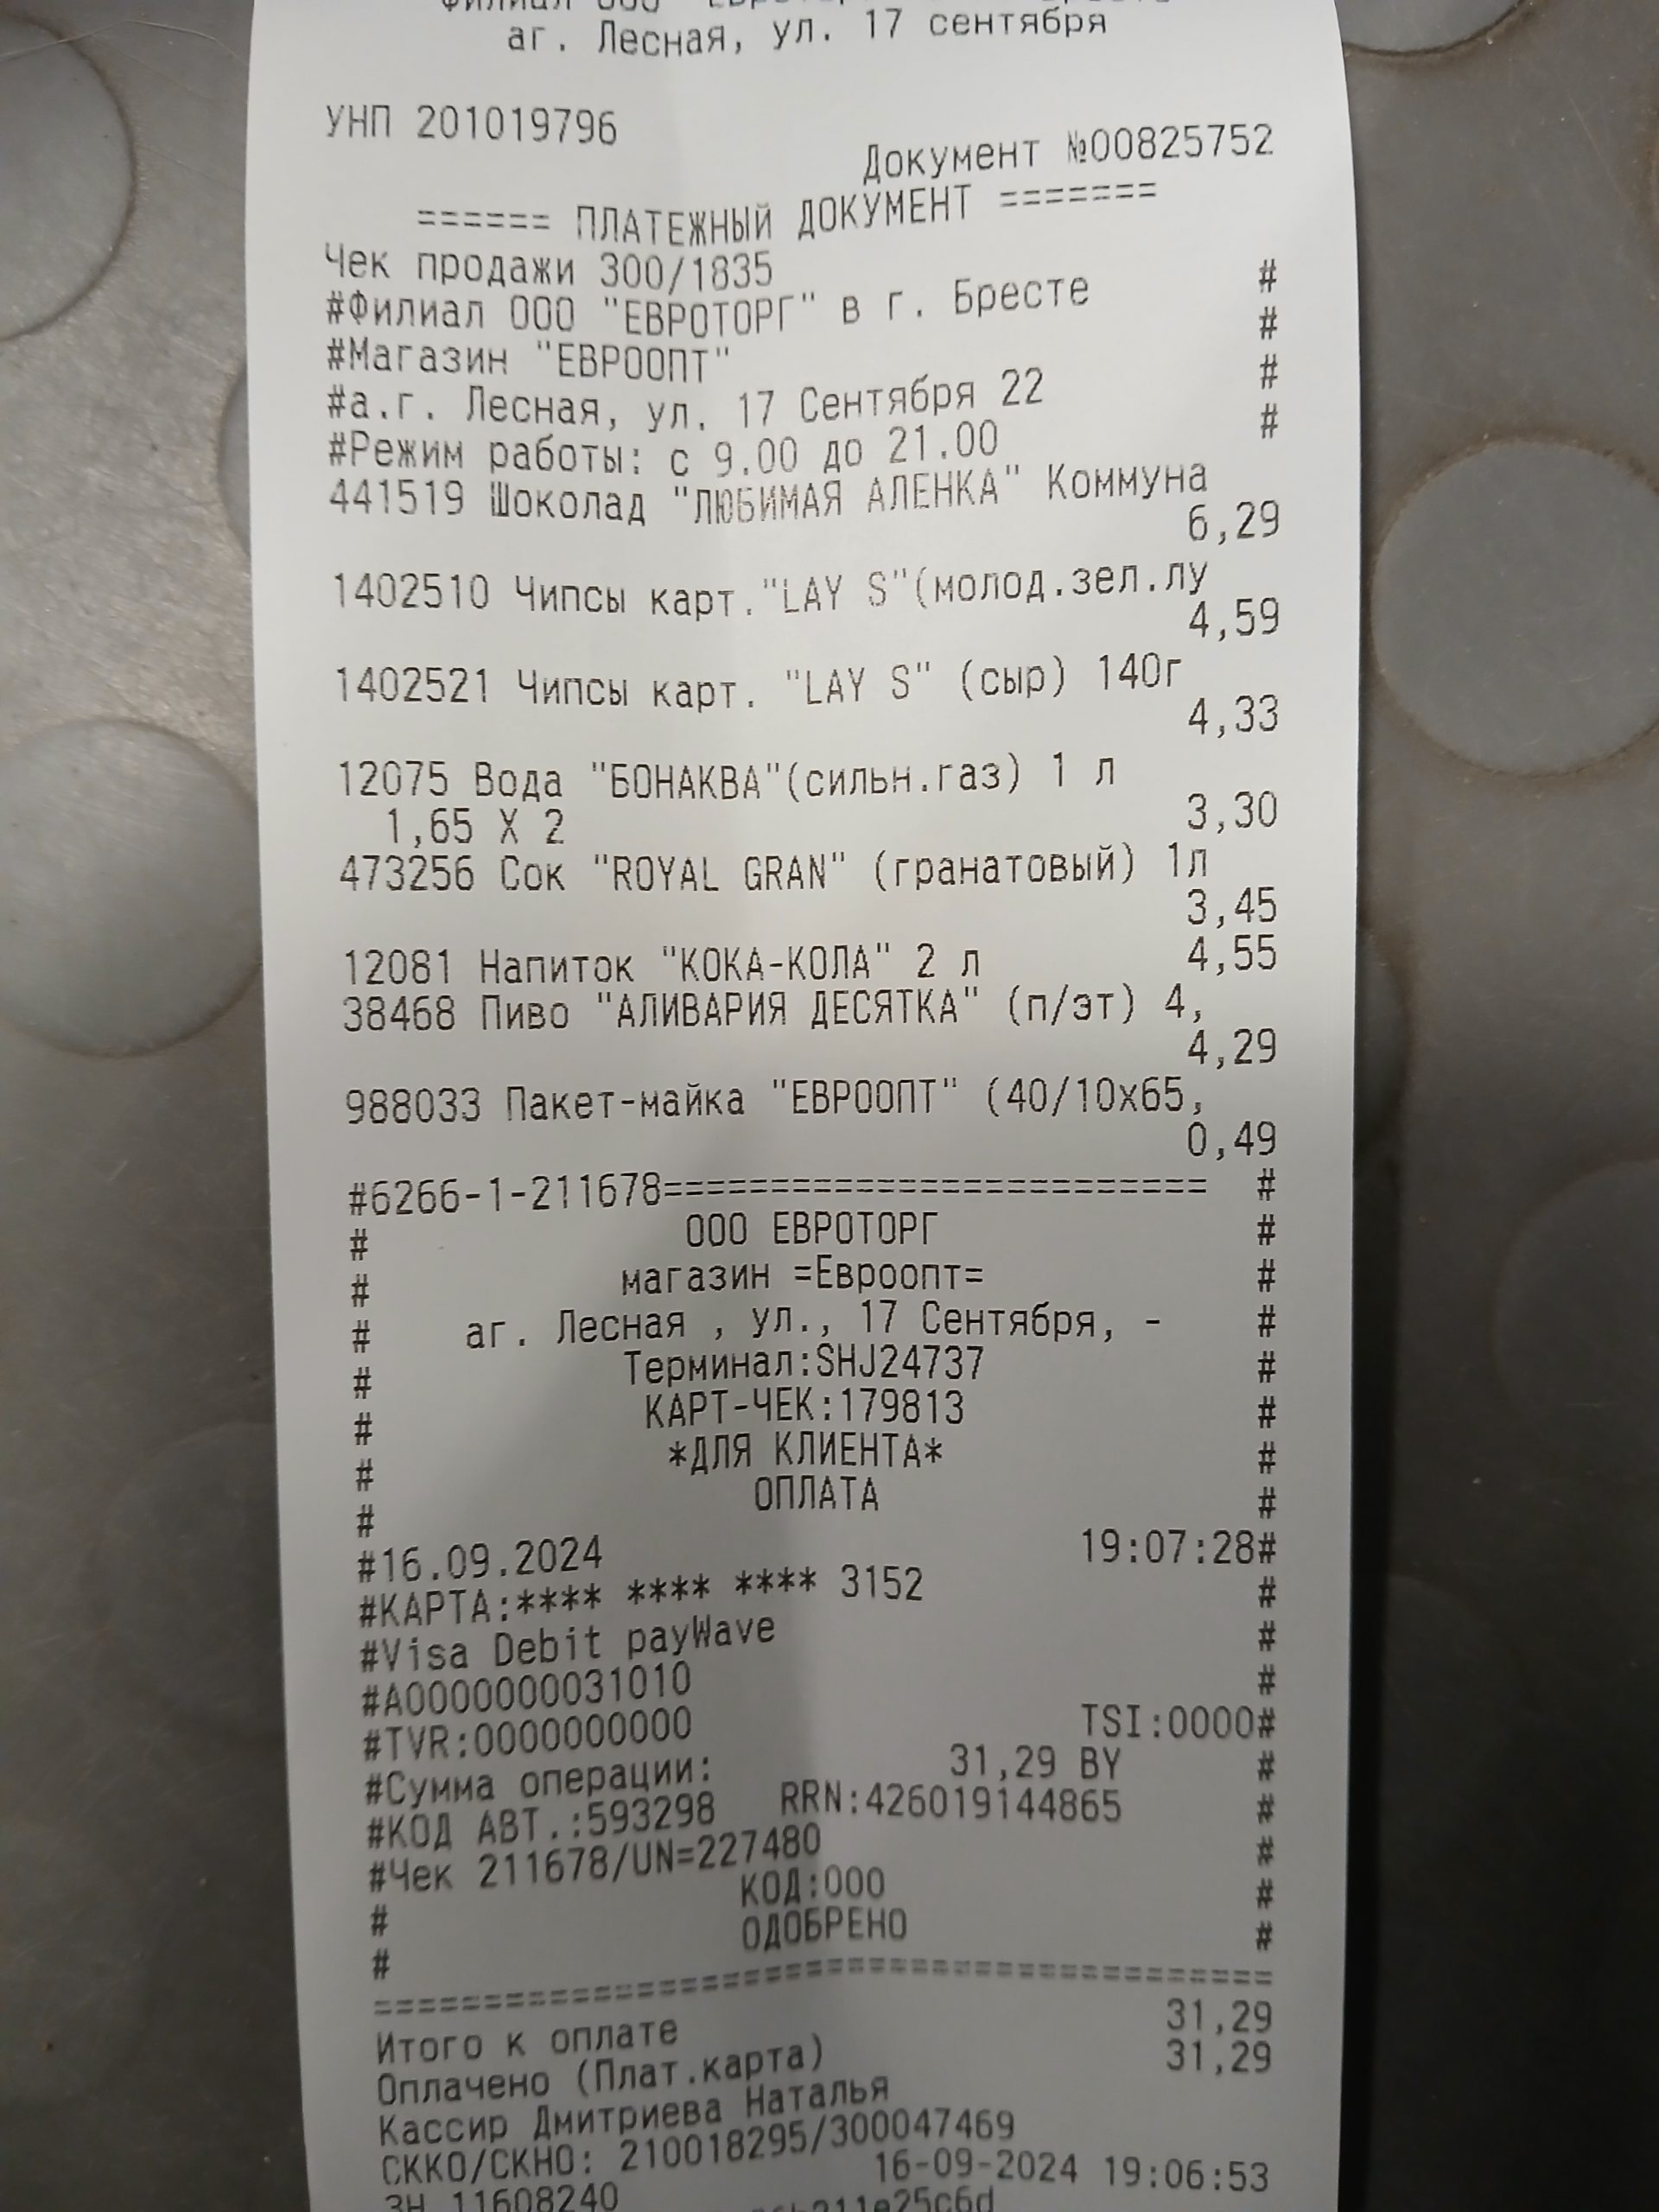 Филиал ООО
аг. Лесная, ул. 17 сентября
УНП 201019796
Документ №00825752
====== ПЛАТЕЖНЫЙ ДОКУМЕНТ =======
Чек продажи 300/1835 #
#Филиал ООО "ЕВРОТОРГ" в г. Бресте #
#Магазин "ЕВРООПТ" #
#а.г. Лесная, ул. 17 Сентября 22 #
#Режим работы: с 9.00 до 21.00
441519 Шоколад "ЛЮБИМАЯ АЛЕНКА" Коммуна
6,29
1402510 Чипсы карт."LAY S"(молод.зел.лу
4,59
1402521 Чипсы карт. "LAY S" (сыр) 140г
4,33
12075 Вода "БОНАКВА"(сильн.газ) 1 л
1,65 X 2 3,30
473256 Сок "ROYAL GRAN" (гранатовый) 1л
3,45
12081 Напиток "КОКА-КОЛА" 2 л 4,55
38468 Пиво "АЛИВАРИЯ ДЕСЯТКА" (п/эт) 4,
4,29
988033 Пакет-майка "ЕВРООПТ" (40/10х65,
0,49
#6266-1-211678========================= #
# ООО ЕВРОТОРГ #
# магазин =Евроопт= #
# аг. Лесная , ул., 17 Сентября, - #
# Терминал:SHJ24737 #
# КАРТ-ЧЕК:179813 #
# *ДЛЯ КЛИЕНТА* #
# ОПЛАТА #
#16.09.2024 19:07:28#
#КАРТА:**** **** **** 3152 #
#Visa Debit payWave #
#A0000000031010 #
#TVR:0000000000 TSI:0000#
#Сумма операции: 31,29 BY #
#КОД АВТ.:593298 RRN:426019144865 #
#Чек 211678/UN=227480 #
# КОД:000 #
# ОДОБРЕНО #
=========================================
Итого к оплате 31,29
Оплачено (Плат.карта) 31,29
Кассир Дмитриева Наталья
СККО/СКНО: 210018295/300047469
16-09-2024 19:06:53
ЗН 11608240